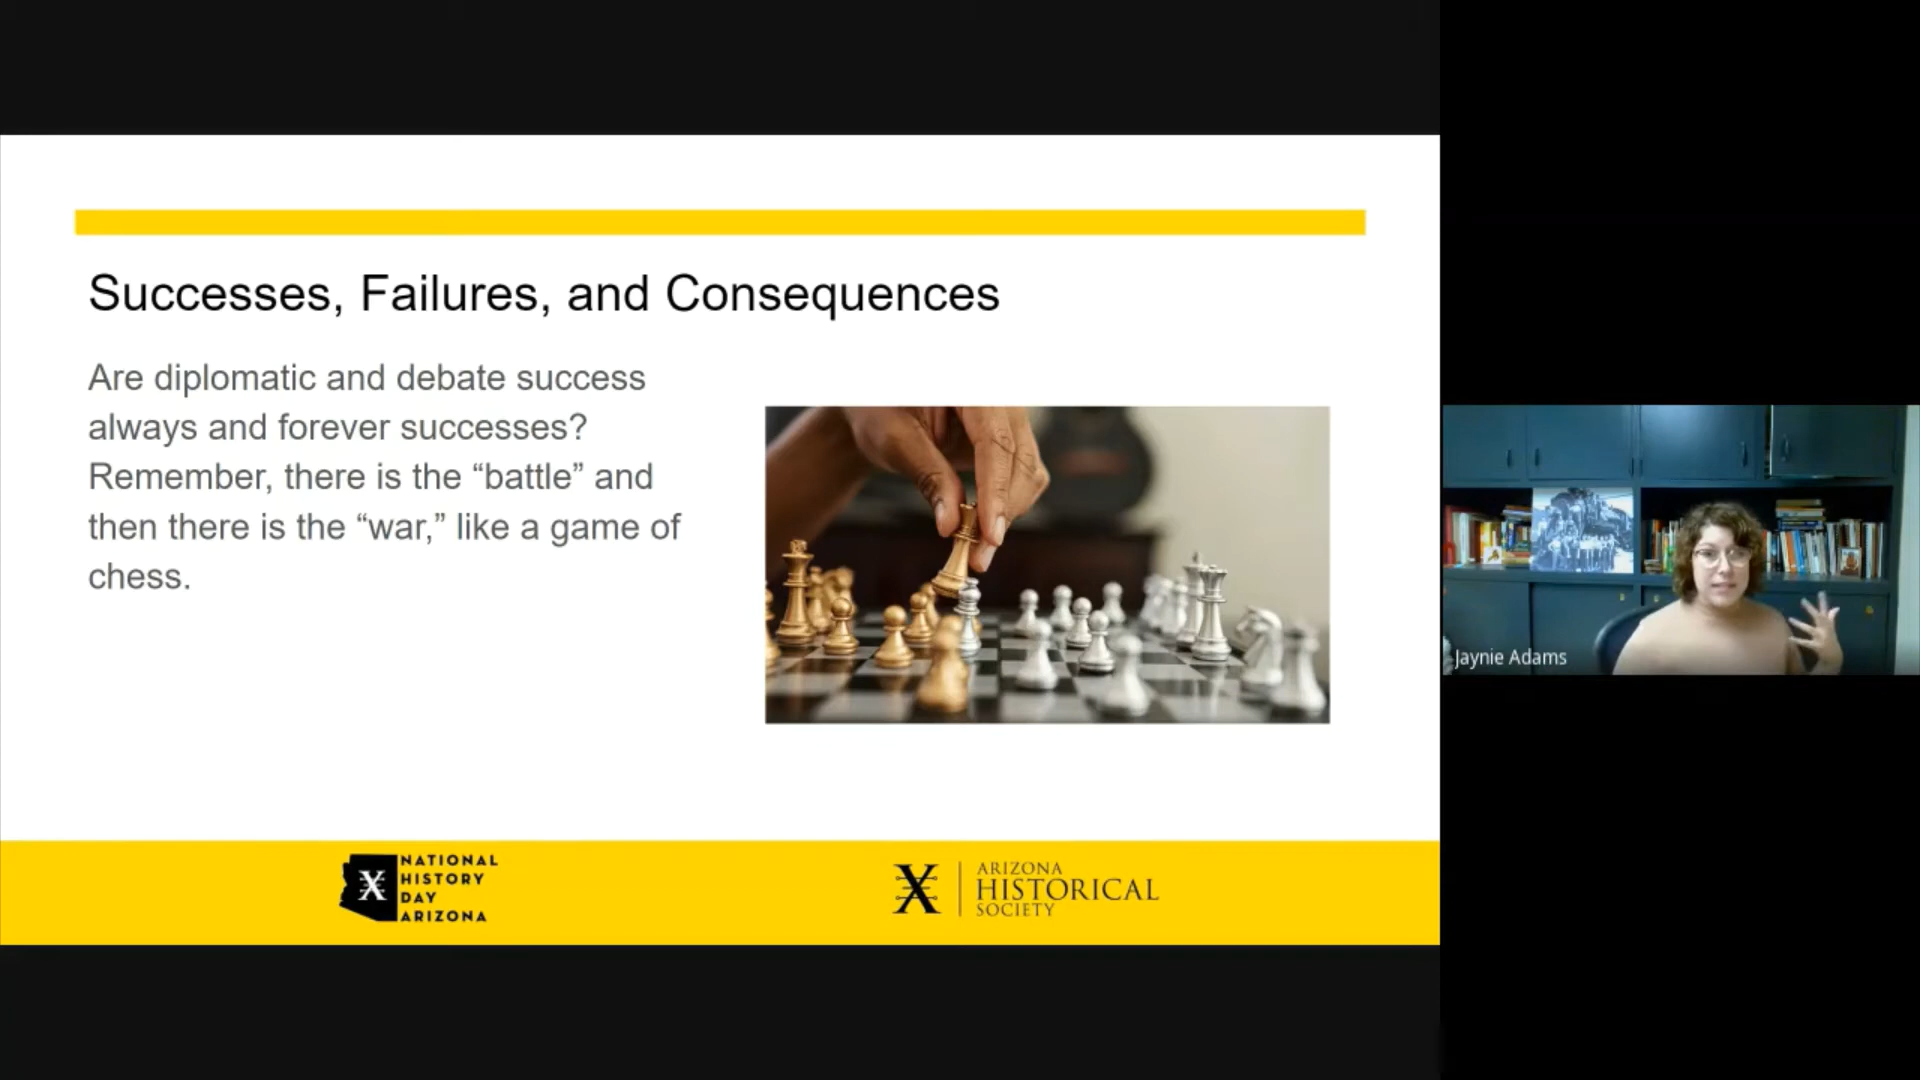 Successes, Failures, and Consequences
Are diplomatic and debate success
always and forever successes?
Remember, there is the “battle” and
then there is the “war,” like a game of
chess.
Jaynie Adams
NATIONAL
HISTORY
DAY
ARIZONA
ARIZONA
HISTORICAL
SOCIETY